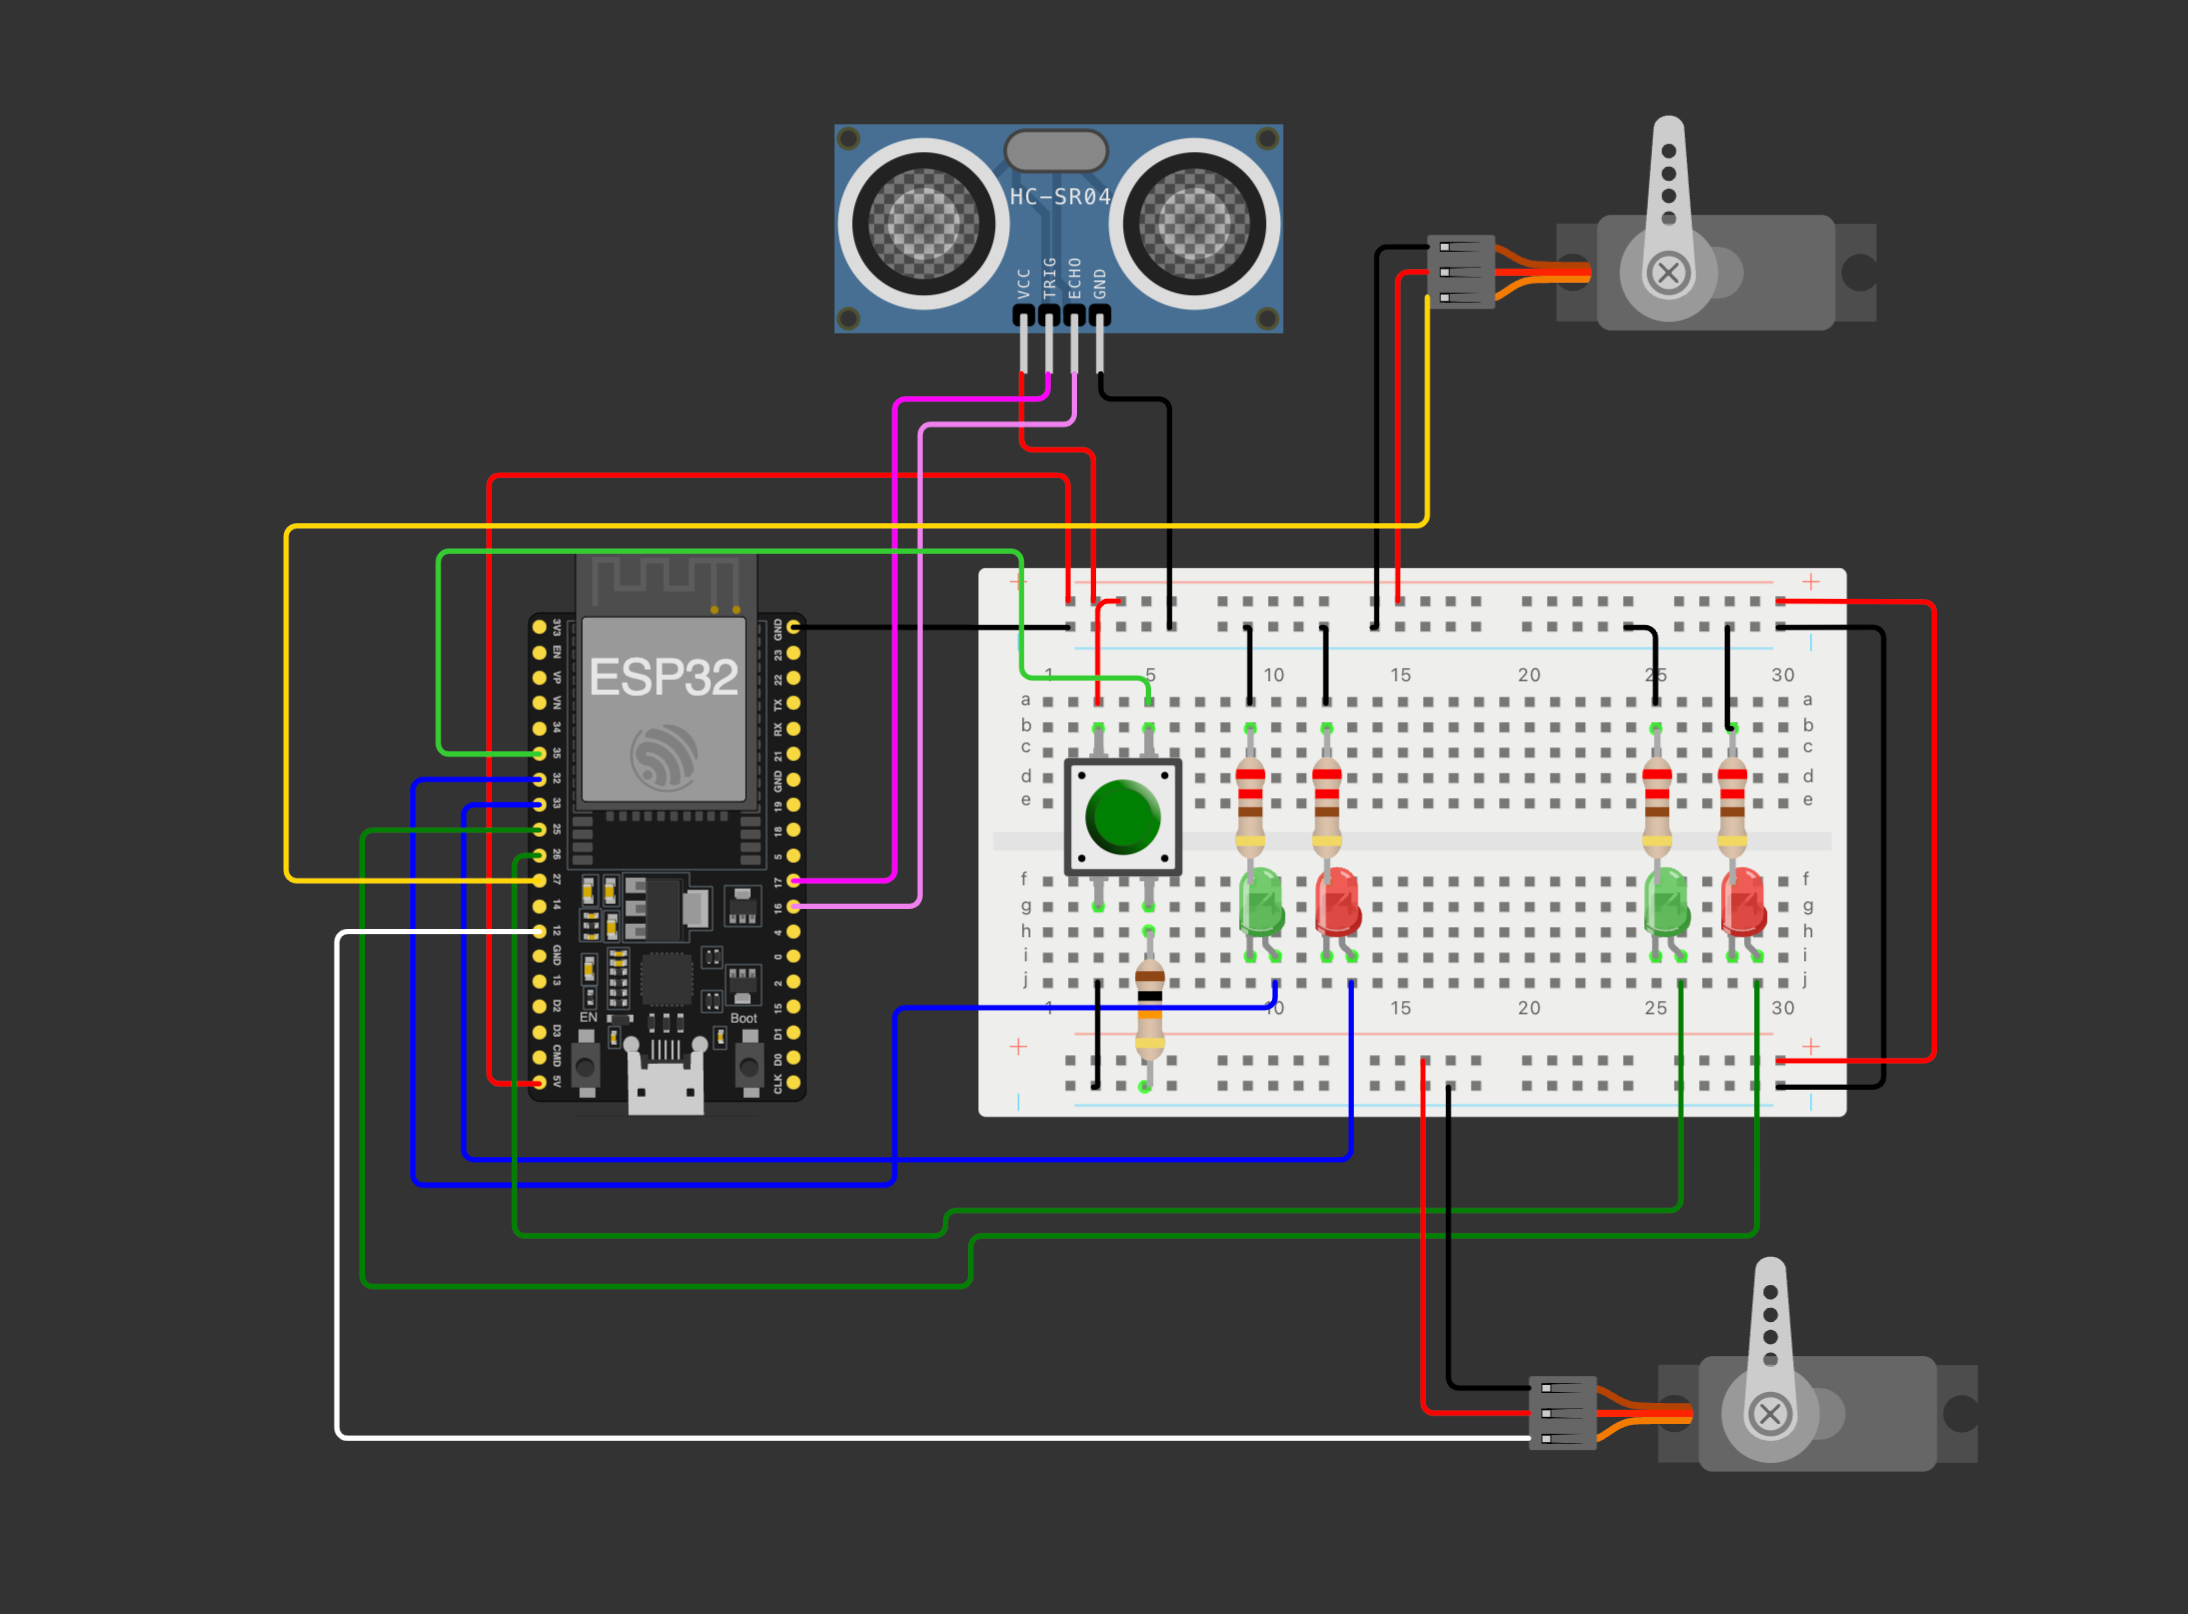 HC-SR04
VCC
TRIG
ECHO
GND
ESP32
3V3
EN
VP
VN
34
35
32
33
25
26
27
14
12
GND
13
D2
D3
CMD
5V
GND
23
22
TX
RX
21
GND
19
18
5
17
16
4
0
2
15
D1
D0
CLK
EN
Boot
+ +
1 5 10 15 20 25 30
a a
b b
c c
d d
e e
f f
g g
h h
i i
j j
1 10 15 20 25 30
+ +